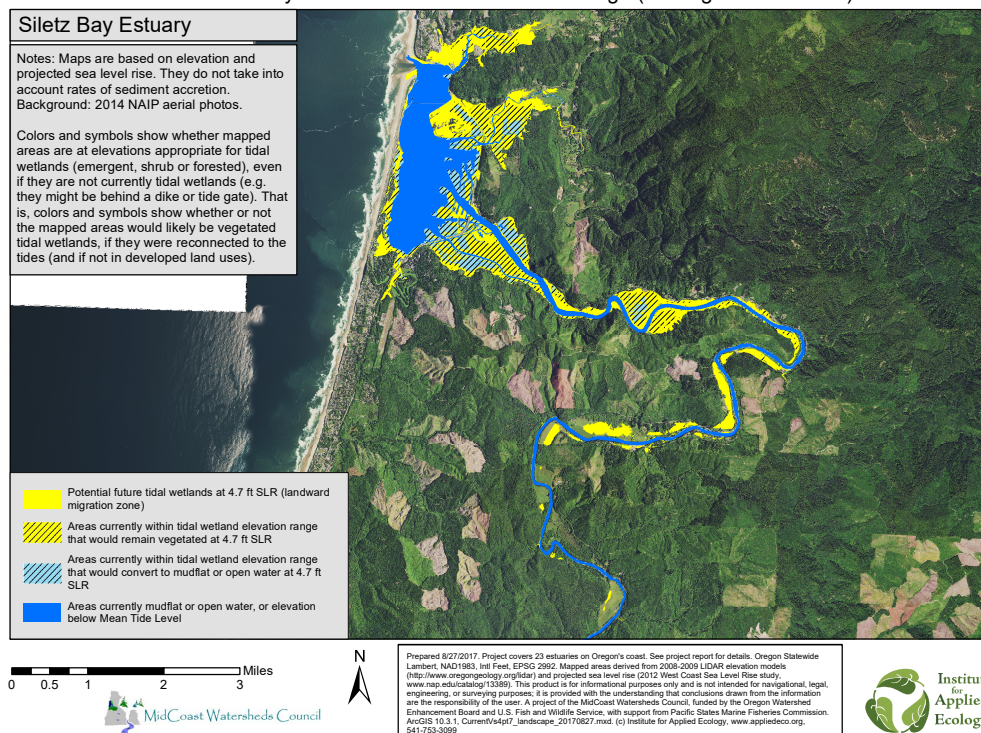 Siletz Bay Estuary
Notes: Maps are based on elevation and
projected sea level rise. They do not take into
account rates of sediment accretion.
Background: 2014 NAIP aerial photos.
Colors and symbols show whether mapped
areas are at elevations appropriate for tidal
wetlands (emergent, shrub or forested), even
if they are not currently tidal wetlands (e.g.
they might be behind a dike or tide gate). That
is, colors and symbols show whether or not
the mapped areas would likely be vegetated
tidal wetlands, if they were reconnected to the
tides (and if not in developed land uses).
Potential future tidal wetlands at 4.7 ft SLR (landward
migration zone)
Areas currently within tidal wetland elevation range
that would remain vegetated at 4.7 ft SLR
Areas currently within tidal wetland elevation range
that would convert to mudflat or open water at 4.7 ft
SLR
Areas currently mudflat or open water, or elevation
below Mean Tide Level
Miles
0 0.5 1 2 3
MidCoast Watersheds Council
N
Prepared 8/27/2017. Project covers 23 estuaries on Oregon's coast. See project report for details. Oregon Statewide
Lambert, NAD1983, Intl Feet, EPSG 2992. Mapped areas derived from 2008-2009 LIDAR elevation models
(http://www.oregongeology.org/lidar) and projected sea level rise (2012 West Coast Sea Level Rise study,
www.nap.edu/catalog/13389). This product is for informational purposes only and is not intended for navigational, legal,
engineering, or surveying purposes; it is provided with the understanding that conclusions drawn from the information
are the responsibility of the user. A project of the MidCoast Watersheds Council, funded by the Oregon Watershed
Enhancement Board and U.S. Fish and Wildlife Service, with support from Pacific States Marine Fisheries Commission.
ArcGIS 10.3.1, CurrentVs4pt7_landscape_20170827.mxd. (c) Institute for Applied Ecology, www.appliedeco.org,
541-753-3099
Institu
for
Applie
Ecolog